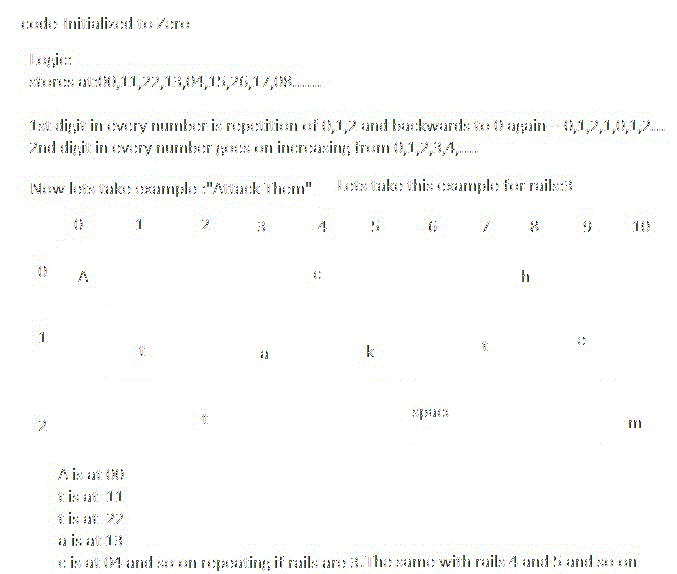 code initialized to Zero
Logic:
stores at:00,11,22,13,04,15,26,17,08.......
1st digit in every number is repetition of 0,1,2 and backwards to 0 again -- 0,1,2,1,0,1,2....
2nd digit in every number goes on increasing from 0,1,2,3,4,.....
Now lets take example :"Attack Them" Lets take this example for rails:3
0 1 2 3 4 5 6 7 8 9 10
0 A c h
1 t a k t e
2 t space m
A is at 00
t is at 11
t is at 22
a is at 13
c is at 04 and so on repeating if rails are 3.The same with rails 4 and 5 and so on